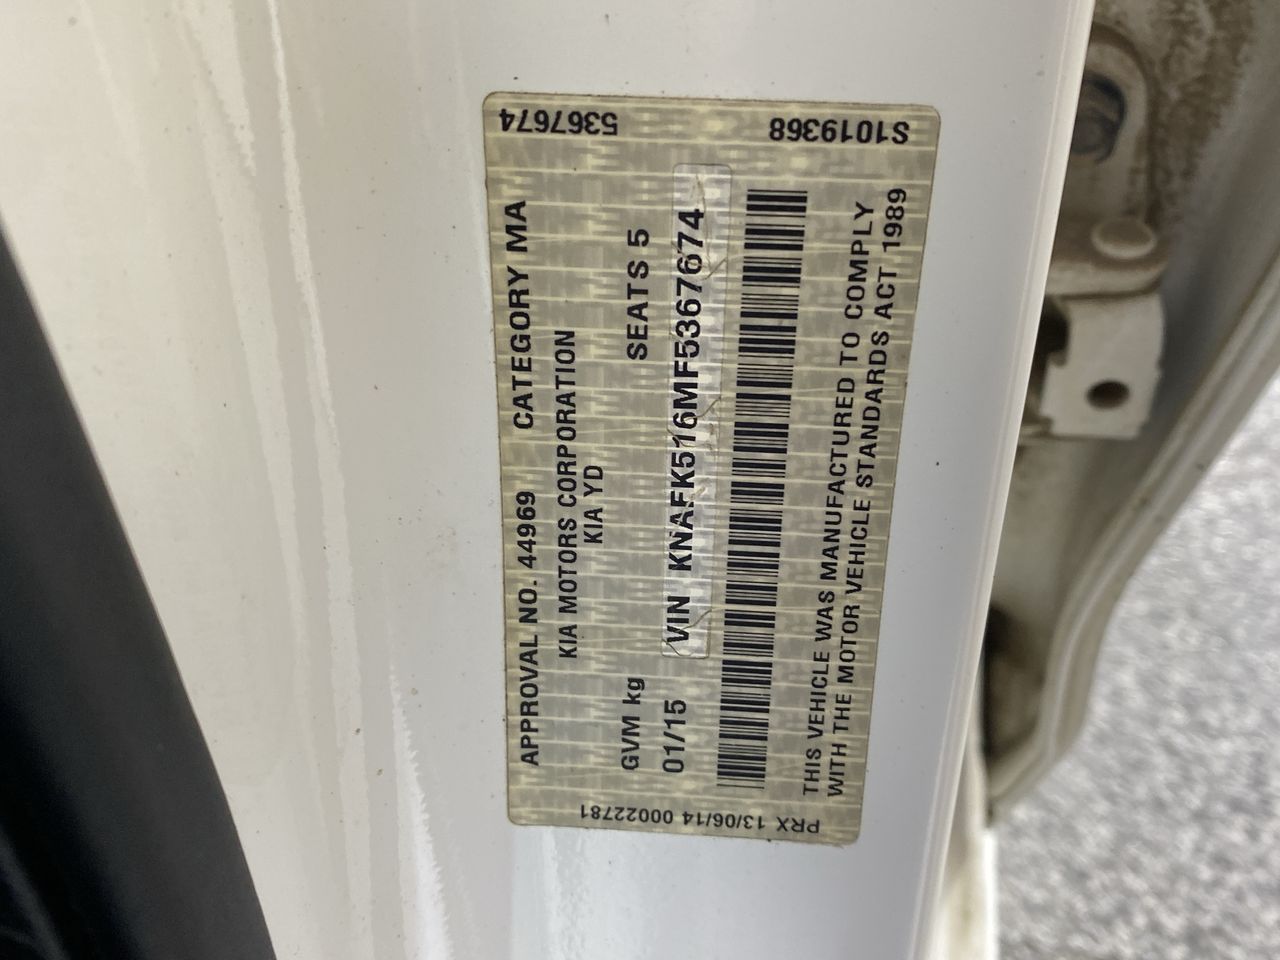 APPROVAL NO. 44969 CATEGORY MA
KIA MOTORS CORPORATION
KIA YD
GVM kg SEATS 5
01/15 VIN KNAFK516MF5367674
THIS VEHICLE WAS MANUFACTURED TO COMPLY
WITH THE MOTOR VEHICLE STANDARDS ACT 1989
5367674
S1019368
PRX 13/06/14 00022781